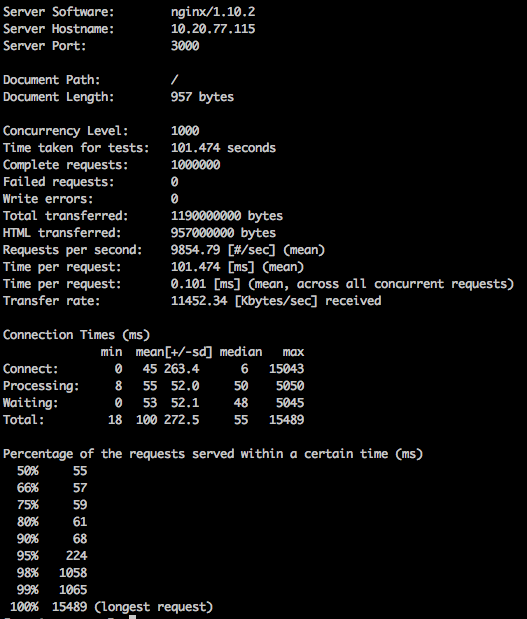 Server Software:        nginx/1.10.2
Server Hostname:        10.20.77.115
Server Port:            3000

Document Path:          /
Document Length:        957 bytes

Concurrency Level:      1000
Time taken for tests:   101.474 seconds
Complete requests:      1000000
Failed requests:        0
Write errors:           0
Total transferred:      1190000000 bytes
HTML transferred:       957000000 bytes
Requests per second:    9854.79 [#/sec] (mean)
Time per request:       101.474 [ms] (mean)
Time per request:       0.101 [ms] (mean, across all concurrent requests)
Transfer rate:          11452.34 [Kbytes/sec] received

Connection Times (ms)
              min  mean[+/-sd] median   max
Connect:        0   45 263.4      6   15043
Processing:     8   55  52.0     50    5050
Waiting:        0   53  52.1     48    5045
Total:         18  100 272.5     55   15489

Percentage of the requests served within a certain time (ms)
  50%     55
  66%     57
  75%     59
  80%     61
  90%     68
  95%    224
  98%   1058
  99%   1065
 100%  15489 (longest request)